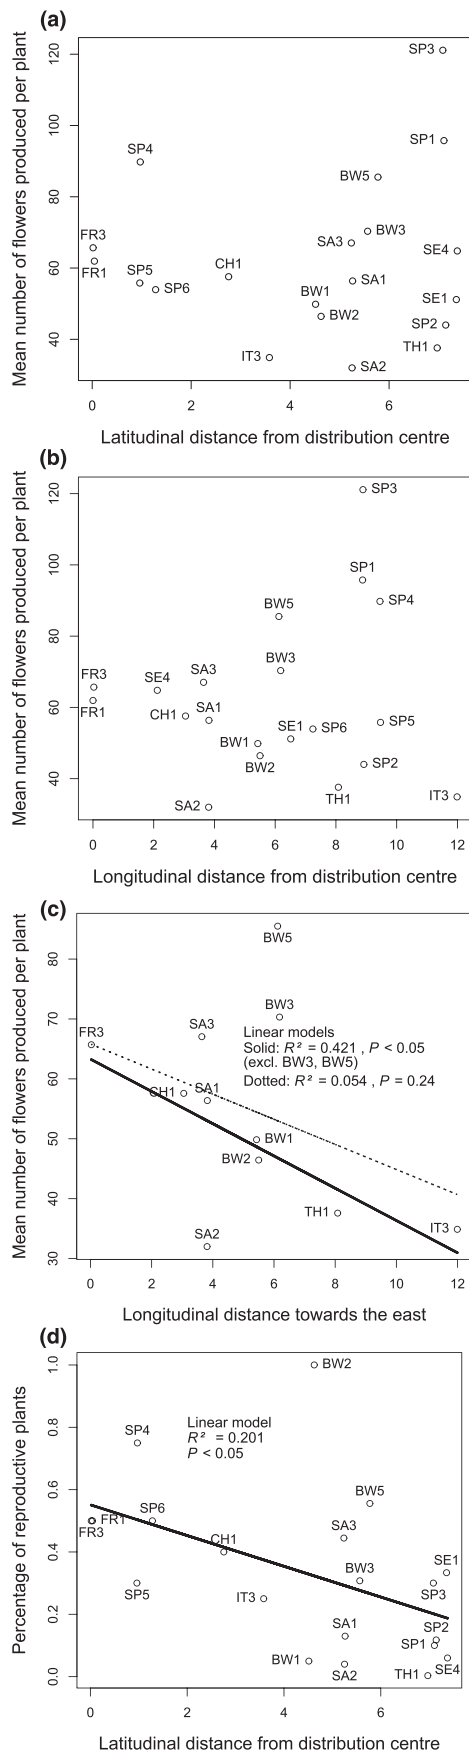 (a)
Mean number of flowers produced per plant
120
100
80
60
40
SP3
SP1
SP4
BW5
BW3
FR3
SA3
SE4
FR1
SP5
SP6
CH1
SA1
BW1
BW2
SE1
SP2
TH1
IT3
SA2
0 2 4 6
Latitudinal distance from distribution centre
(b)
Mean number of flowers produced per plant
120
100
80
60
40
SP3
SP1
SP4
BW5
BW3
FR3
SE4
SA3
FR1
CH1
SA1
SE1
SP6
SP5
BW1
BW2
SP2
TH1
IT3
SA2
0 2 4 6 8 10 12
Longitudinal distance from distribution centre
(c)
Mean number of flowers produced per plant
80
70
60
50
40
30
BW5
BW3
SA3
FR3
Linear models
Solid: R² = 0.421 , P < 0.05
(excl. BW3, BW5)
Dotted: R² = 0.054 , P = 0.24
CH1
SA1
BW1
BW2
TH1
IT3
SA2
0 2 4 6 8 10 12
Longitudinal distance towards the east
(d)
Percentage of reproductive plants
1.0
0.8
0.6
0.4
0.2
0.0
BW2
Linear model
R² = 0.201
P < 0.05
SP4
BW5
SP6
FR1
FR3
SA3
CH1
SE1
BW3
SP5
SP3
IT3
SP2
SA1
SP1
BW1
SA2
SE4
TH1
0 2 4 6
Latitudinal distance from distribution centre